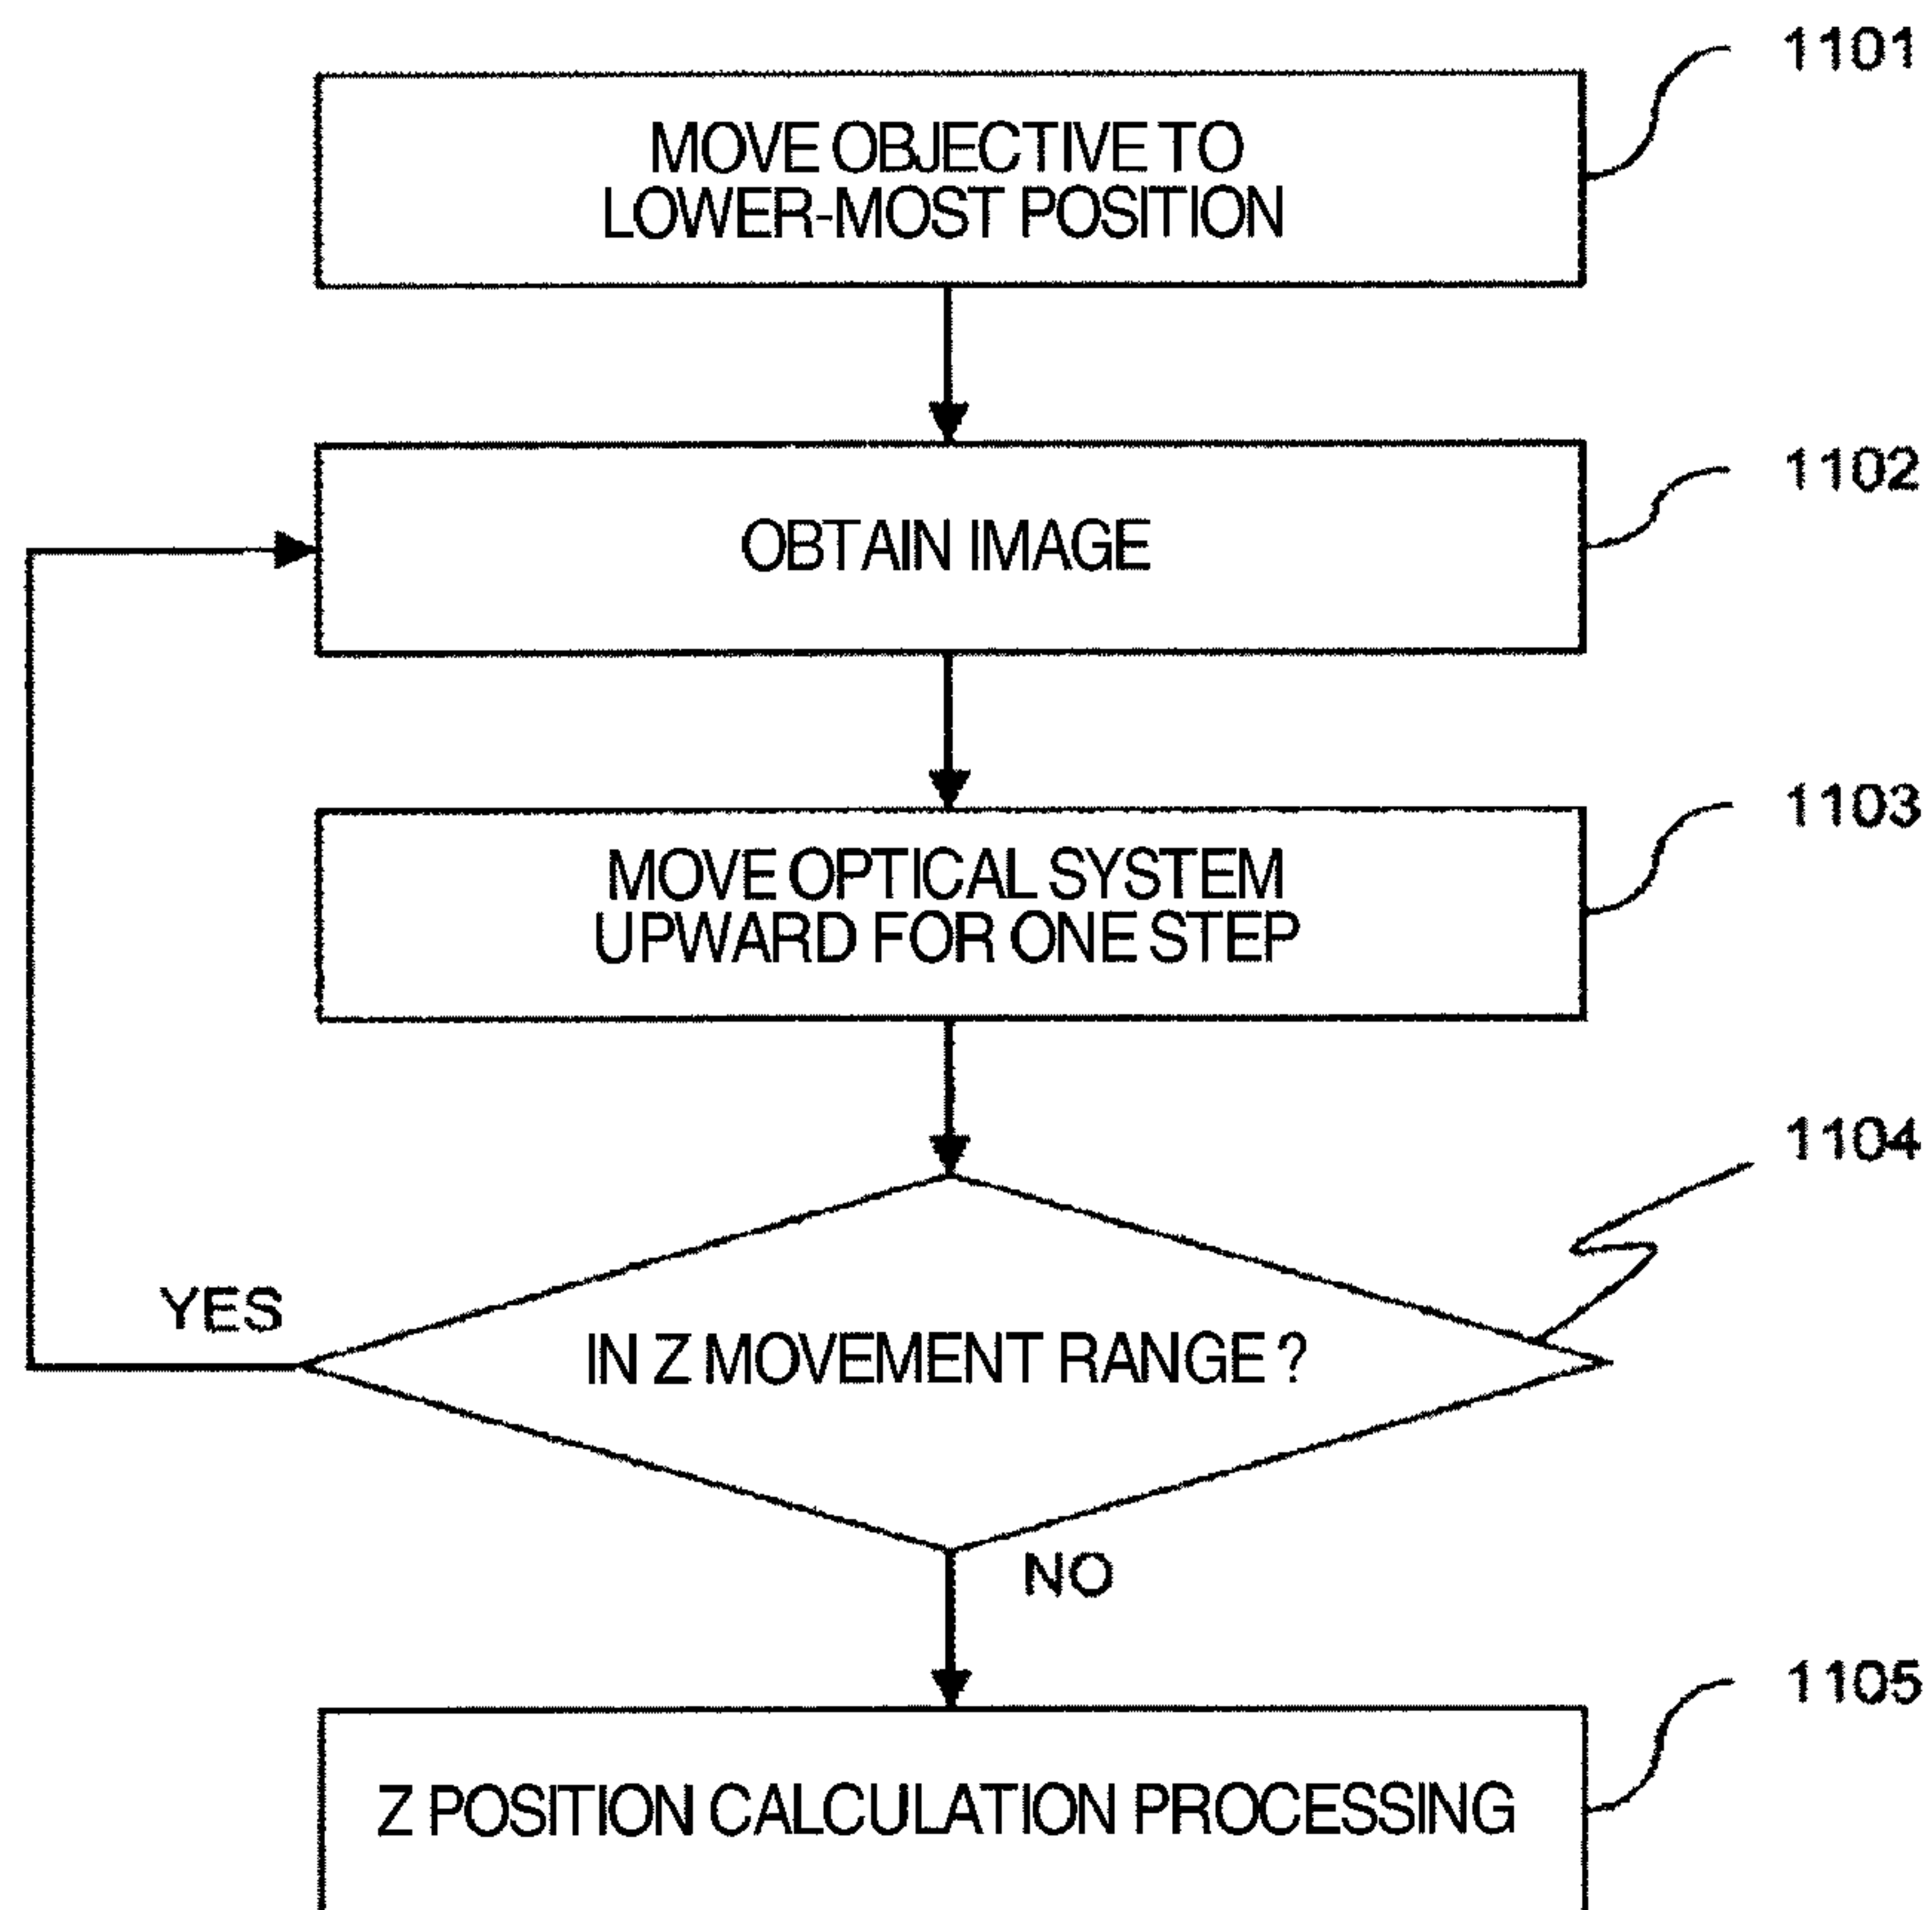 1101
MOVE OBJECTIVE TO
LOWER-MOST POSITION
1102
OBTAIN IMAGE
1103
MOVE OPTICAL SYSTEM
UPWARD FOR ONE STEP
1104
YES
IN Z MOVEMENT RANGE ?
NO
1105
Z POSITION CALCULATION PROCESSING